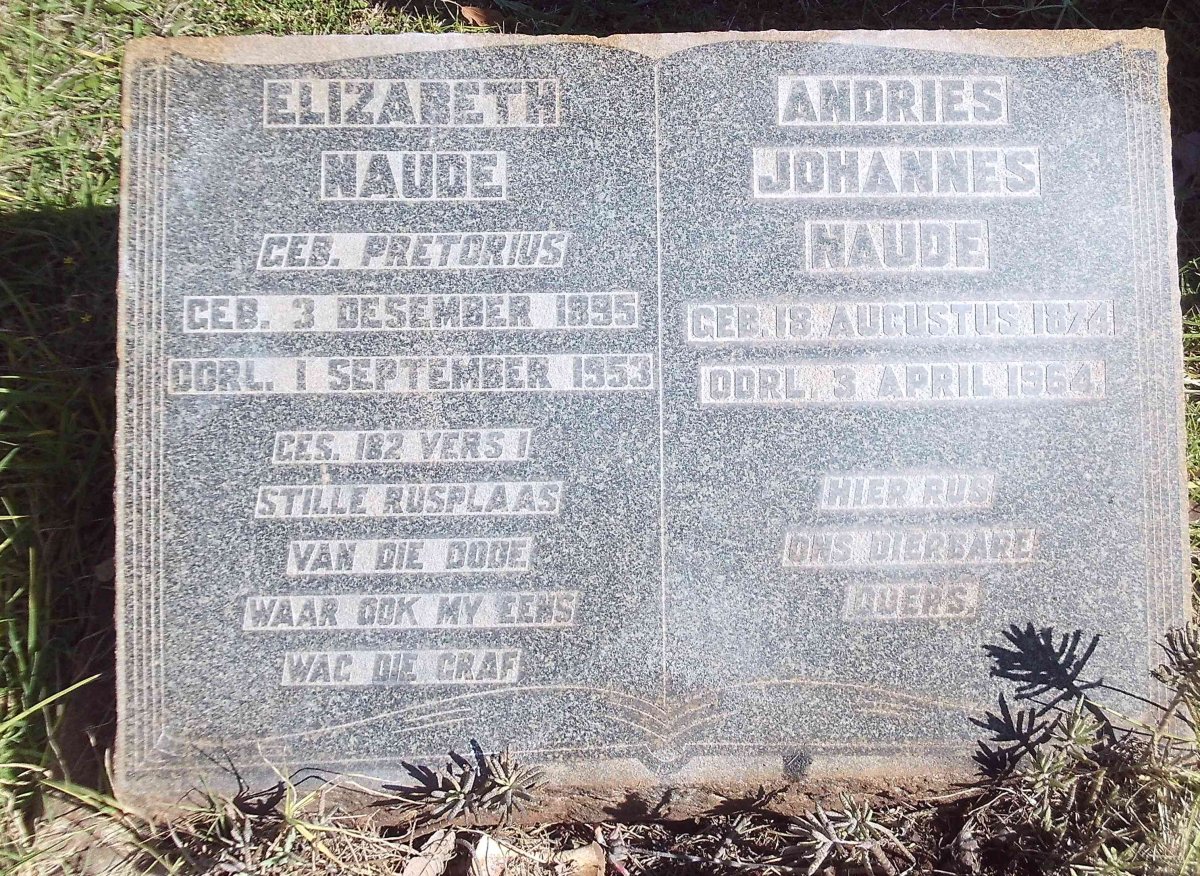 ELIZABETH
NAUDE
GEB. PRETORIUS
GEB. 3 DESEMBER 1895
OORL. 1 SEPTEMBER 1953
GES. 182 VERS 1
STILLE RUSPLAAS
VAN DIE DODE
WAAR OOK MY EENS
WAG DIE GRAF
ANDRIES
JOHANNES
NAUDE
GEB. 18 AUGUSTUS 1874
OORL. 3 APRIL 1964.
HIER RUS
ONS DIERBARE
OUERS.